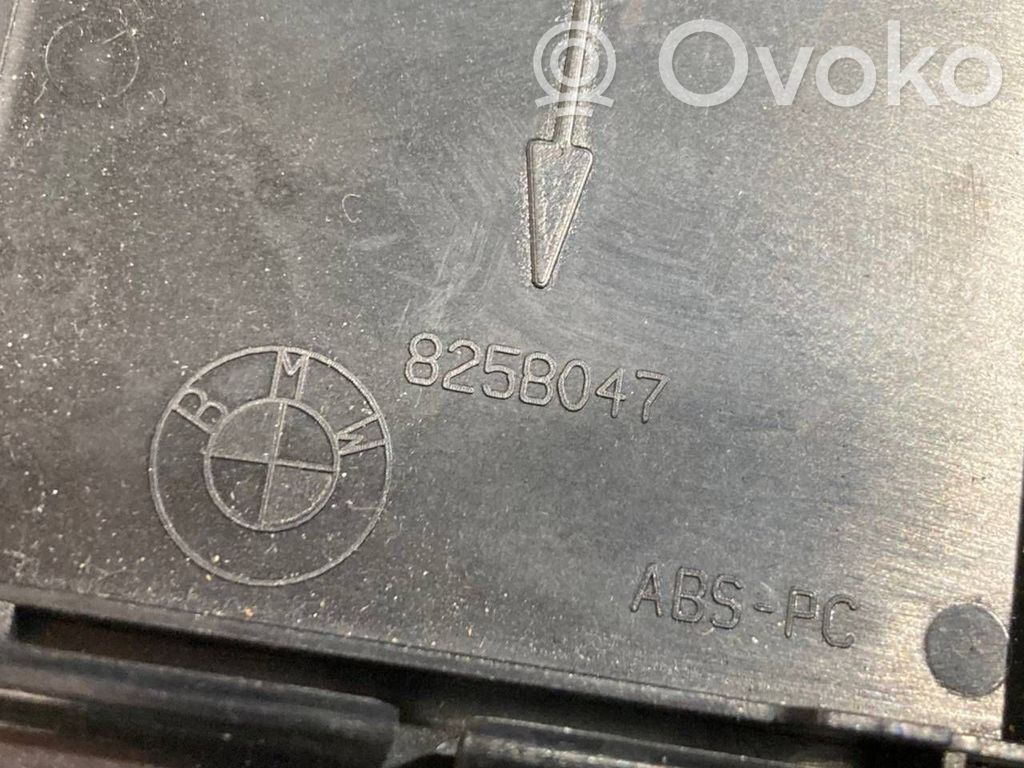 Ovoko
8258047
BMW
ABS-PC